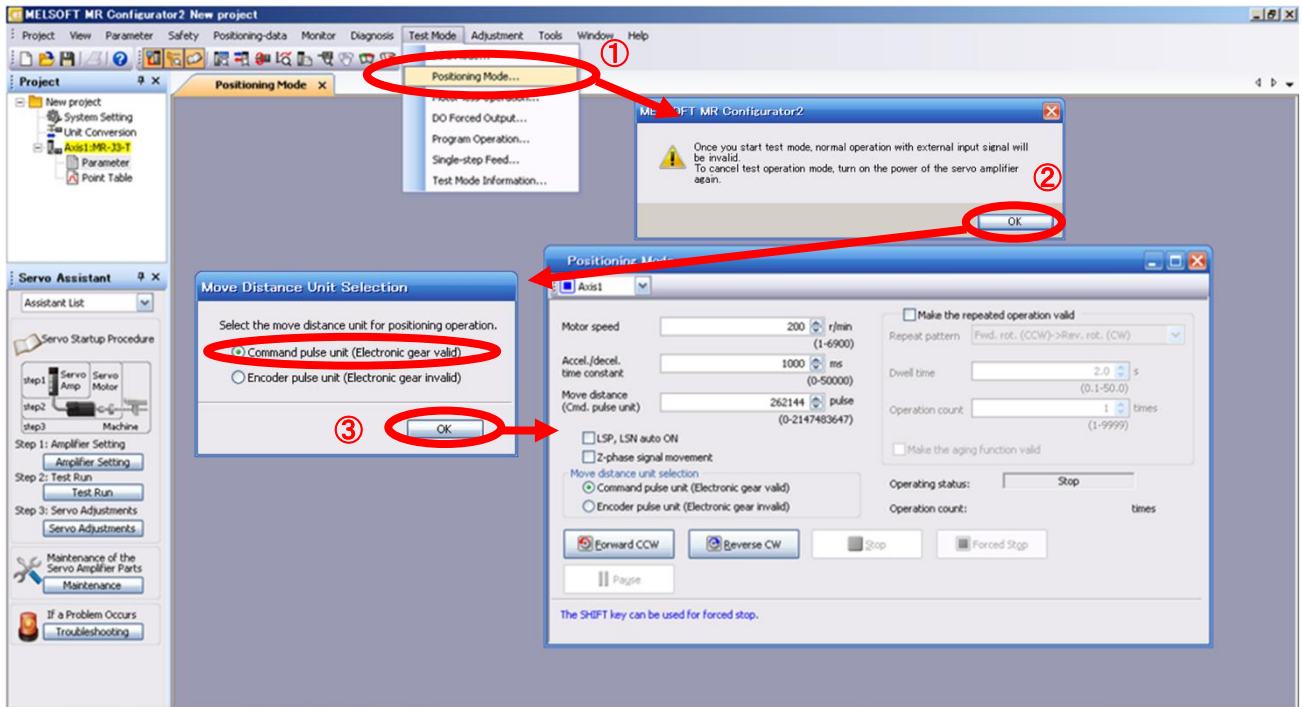 MELSOFT MR Configurator2 New project
Project View Parameter Safety Positioning-data Monitor Diagnosis Test Mode Adjustment Tools Window Help
①
Positioning Mode...
DO Forced Output...
Program Operation...
Single-step Feed...
Test Mode Information...
Project
Positioning Mode
New project
System Setting
Unit Conversion
Axis1:MR-J3-T
Parameter
Point Table
MELSOFT MR Configurator2
Once you start test mode, normal operation with external input signal will
be invalid.
To cancel test operation mode, turn on the power of the servo amplifier
again.
②
OK
Servo Assistant
Assistant List
Servo Startup Procedure
step1 Servo Amp Servo Motor
step2
step3 Machine
Step 1: Amplifier Setting
Amplifier Setting
Step 2: Test Run
Test Run
Step 3: Servo Adjustments
Servo Adjustments
Maintenance of the
Servo Amplifier Parts
Maintenance
If a Problem Occurs
Troubleshooting
Move Distance Unit Selection
Select the move distance unit for positioning operation.
Command pulse unit (Electronic gear valid)
Encoder pulse unit (Electronic gear invalid)
③
OK
Positioning
Axis1
Motor speed 200 r/min
(1-6900)
Accel./decel.
time constant 1000 ms
(0-50000)
Move distance
(Cmd. pulse unit) 262144 pulse
(0-2147483647)
LSP, LSN auto ON
Z-phase signal movement
Move distance unit selection
Command pulse unit (Electronic gear valid)
Encoder pulse unit (Electronic gear invalid)
Make the repeated operation valid
Repeat pattern Fwd. rot. (CCW)->Rev. rot. (CW)
Dwell time 2.0 s
(0.1-50.0)
Operation count 1 times
(1-9999)
Make the aging function valid
Operating status: Stop
Operation count: times
Forward CCW Reverse CW Stop Forced Stop
Pause
The SHIFT key can be used for forced stop.